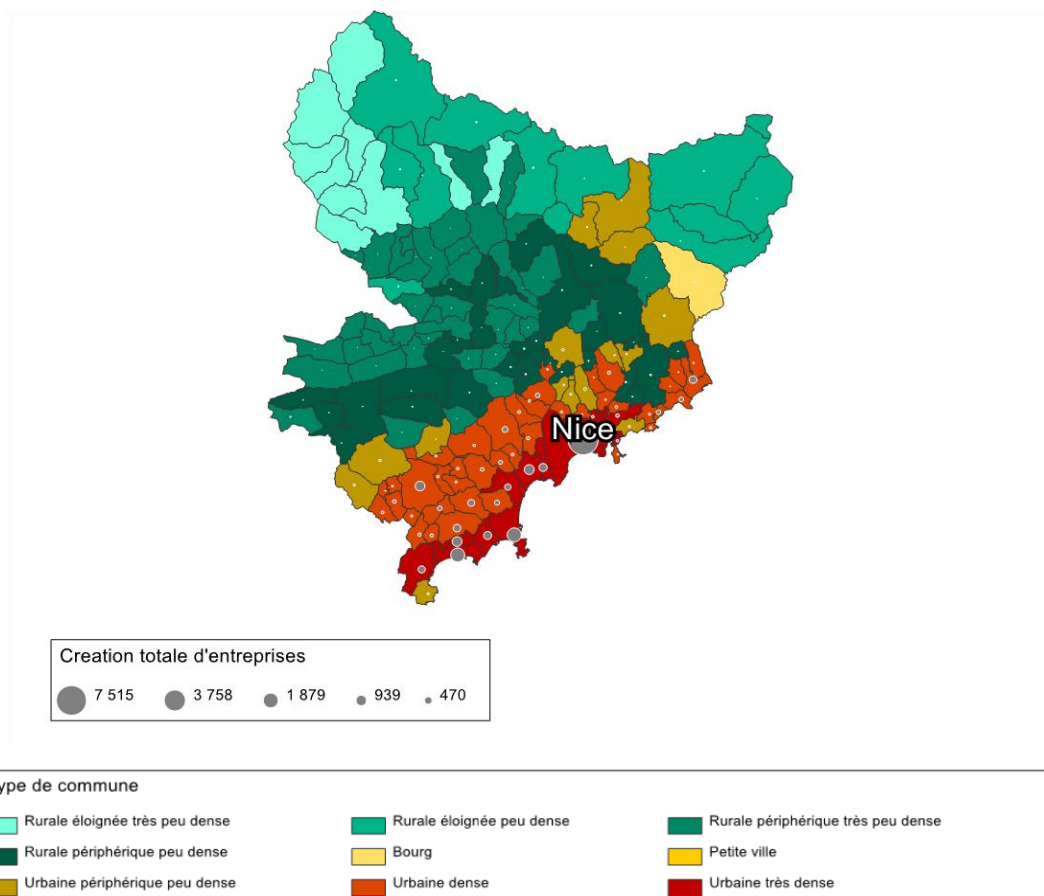 Nice
Creation totale d'entreprises
7 515 3 758 1 879 939 470
ype de commune
Rurale éloignée très peu dense Rurale éloignée peu dense Rurale périphérique très peu dense
Rurale périphérique peu dense Bourg Petite ville
Urbaine périphérique peu dense Urbaine dense Urbaine très dense